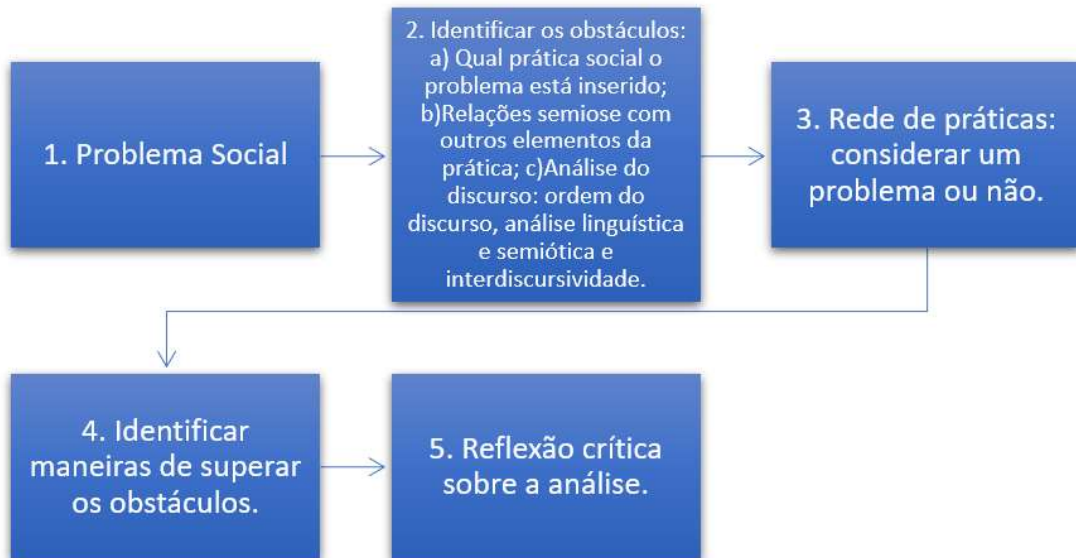 1. Problema Social
2. Identificar os obstáculos:
a) Qual prática social o
problema está inserido;
b)Relações semiose com
outros elementos da
prática; c)Análise do
discurso: ordem do
discurso, análise linguística
e semiótica e
interdiscursividade.
3. Rede de práticas:
considerar um
problema ou não.
4. Identificar
maneiras de superar
os obstáculos.
5. Reflexão crítica
sobre a análise.